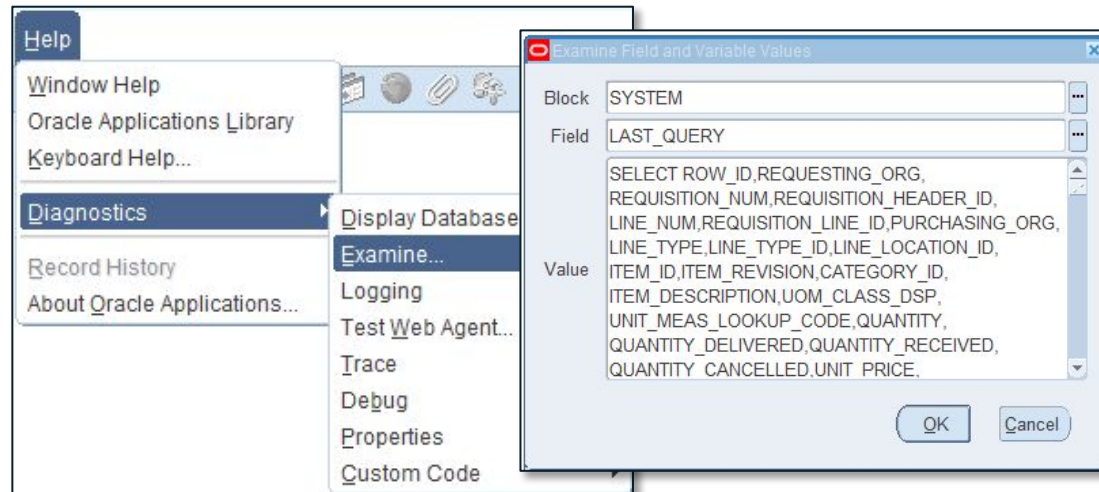 Help
Window Help
Oracle Applications Library
Keyboard Help...
Diagnostics
Record History
About Oracle Applications...
Display Database
Examine...
Logging
Test Web Agent...
Trace
Debug
Properties
Custom Code
Examine Field and Variable Values
Block SYSTEM
Field LAST_QUERY
Value
SELECT ROW_ID,REQUESTING_ORG,
REQUISITION_NUM,REQUISITION_HEADER_ID,
LINE_NUM,REQUISITION_LINE_ID,PURCHASING_ORG,
LINE_TYPE,LINE_TYPE_ID,LINE_LOCATION_ID,
ITEM_ID,ITEM_REVISION,CATEGORY_ID,
ITEM_DESCRIPTION,UOM_CLASS_DSP,
UNIT_MEAS_LOOKUP_CODE,QUANTITY,
QUANTITY_DELIVERED,QUANTITY_RECEIVED,
QUANTITY_CANCELLED,UNIT_PRICE,
OK Cancel